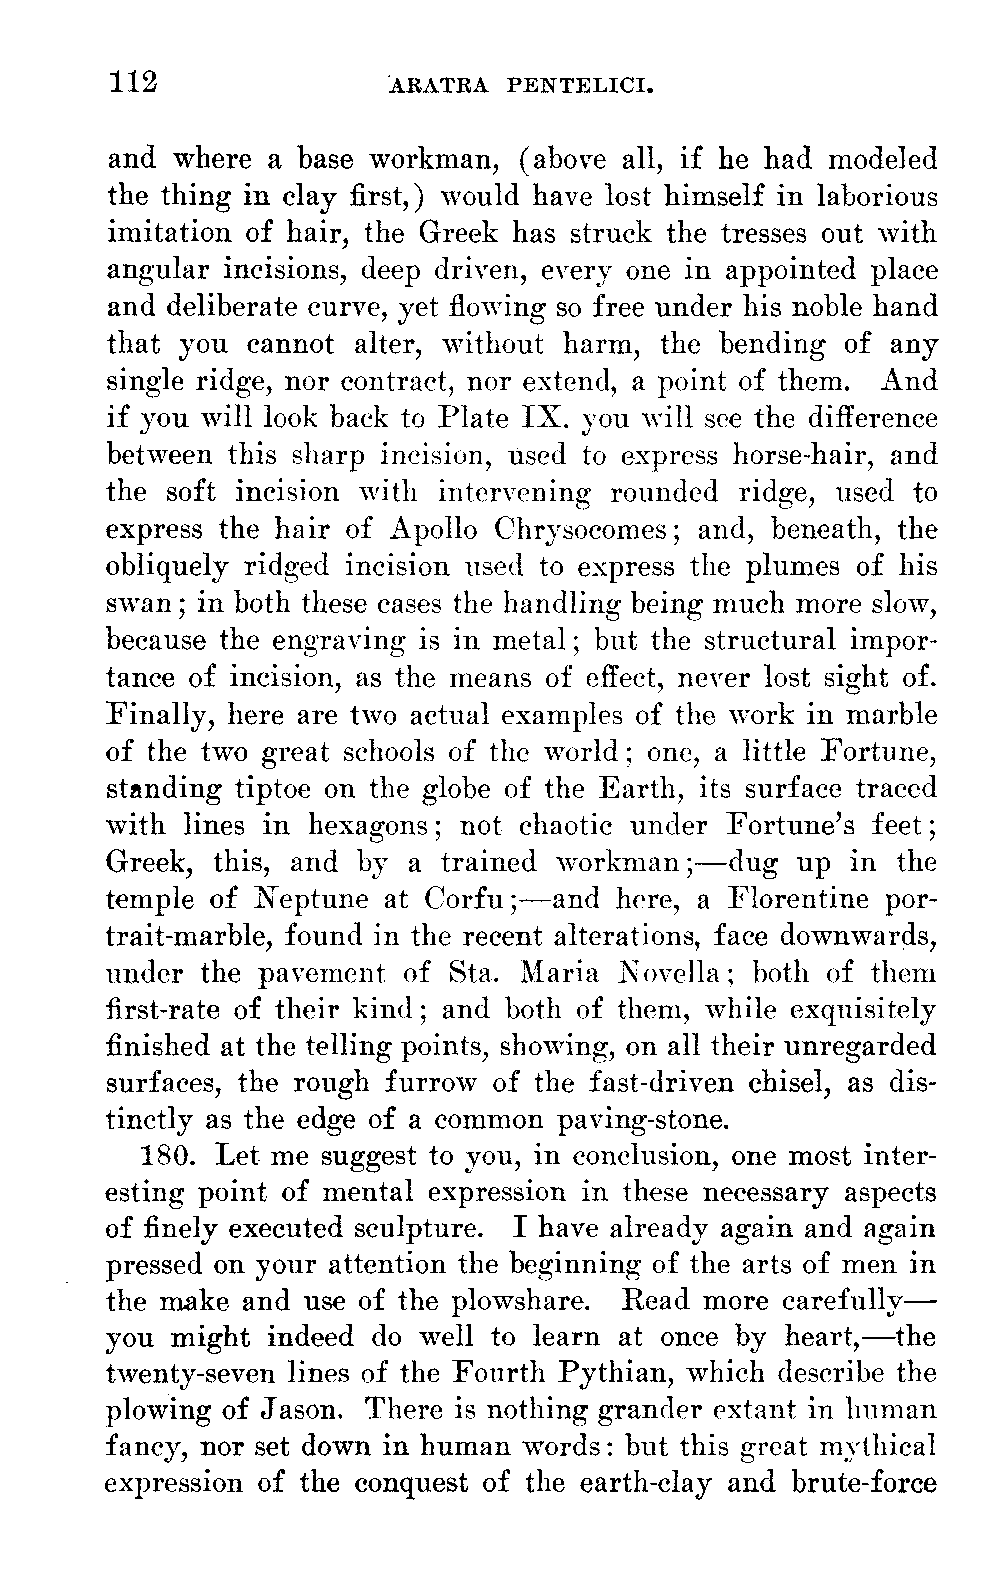 112 ARATRA PENTELICI.
and where a base workman, (above all, if he had modeled
the thing in clay first,) would have lost himself in laborious
imitation of hair, the Greek has struck the tresses out with
angular incisions, deep driven, every one in appointed place
and deliberate curve, yet flowing so free under his noble hand
that you cannot alter, without harm, the bending of any
single ridge, nor contract, nor extend, a point of them. And
if you will look back to Plate IX. you will see the difference
between this sharp incision, used to express horse-hair, and
the soft incision with intervening rounded ridge, used to
express the hair of Apollo Chrysocomes; and, beneath, the
obliquely ridged incision used to express the plumes of his
swan; in both these cases the handling being much more slow,
because the engraving is in metal; but the structural impor-
tance of incision, as the means of effect, never lost sight of.
Finally, here are two actual examples of the work in marble
of the two great schools of the world; one, a little Fortune,
standing tiptoe on the globe of the Earth, its surface traced
with lines in hexagons; not chaotic under Fortune's feet;
Greek, this, and by a trained workman;—dug up in the
temple of Neptune at Corfu;—and here, a Florentine por-
trait-marble, found in the recent alterations, face downwards,
under the pavement of Sta. Maria Novella; both of them
first-rate of their kind; and both of them, while exquisitely
finished at the telling points, showing, on all their unregarded
surfaces, the rough furrow of the fast-driven chisel, as dis-
tinctly as the edge of a common paving-stone.
180. Let me suggest to you, in conclusion, one most inter-
esting point of mental expression in these necessary aspects
of finely executed sculpture. I have already again and again
pressed on your attention the beginning of the arts of men in
the make and use of the plowshare. Read more carefully—
you might indeed do well to learn at once by heart,—the
twenty-seven lines of the Fourth Pythian, which describe the
plowing of Jason. There is nothing grander extant in human
fancy, nor set down in human words: but this great mythical
expression of the conquest of the earth-clay and brute-force